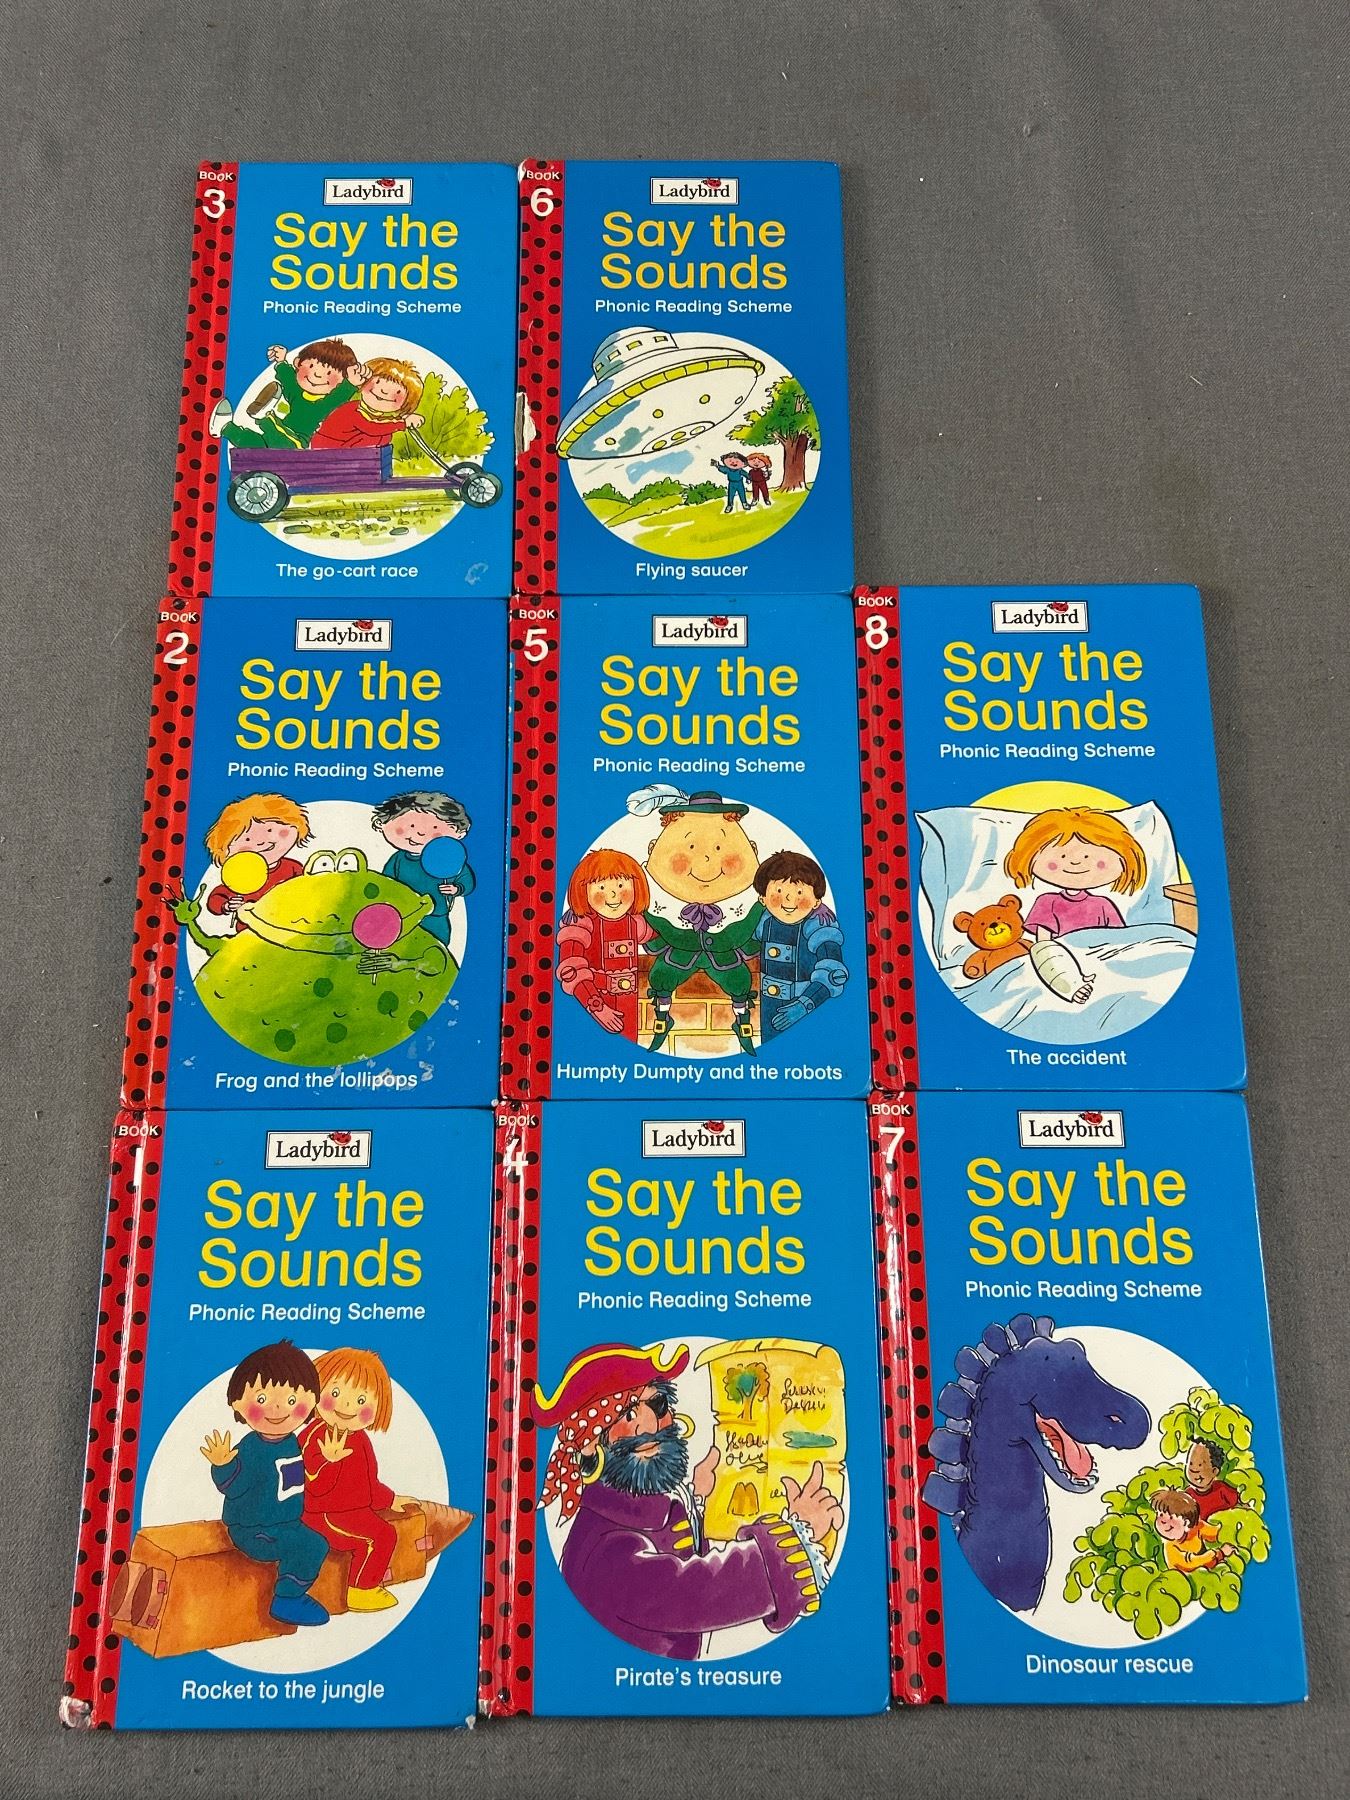 BOOK
3
Ladybird
Say the
Sounds
Phonic Reading Scheme
The go-cart race
BOOK
6
Ladybird
Say the
Sounds
Phonic Reading Scheme
Flying saucer
BOOK
2
Ladybird
Say the
Sounds
Phonic Reading Scheme
Frog and the lollipops
BOOK
5
Ladybird
Say the
Sounds
Phonic Reading Scheme
Humpty Dumpty and the robots
BOOK
8
Ladybird
Say the
Sounds
Phonic Reading Scheme
The accident
BOOK
1
Ladybird
Say the
Sounds
Phonic Reading Scheme
Rocket to the jungle
BOOK
4
Ladybird
Say the
Sounds
Phonic Reading Scheme
Pirate's treasure
BOOK
7
Ladybird
Say the
Sounds
Phonic Reading Scheme
Dinosaur rescue